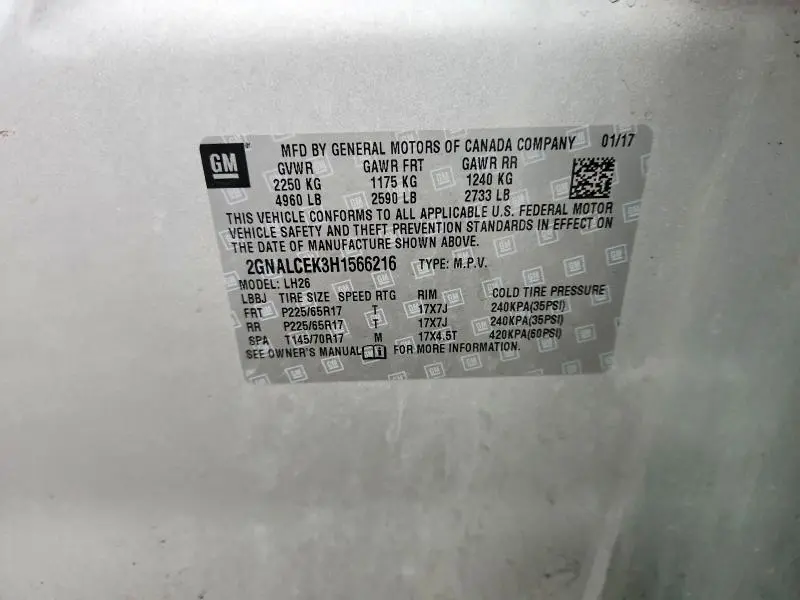 GM MFD BY GENERAL MOTORS OF CANADA COMPANY 01/17
GVWR GAWR FRT GAWR RR
2250 KG 1175 KG 1240 KG
4960 LB 2590 LB 2733 LB
THIS VEHICLE CONFORMS TO ALL APPLICABLE U.S. FEDERAL MOTOR
VEHICLE SAFETY AND THEFT PREVENTION STANDARDS IN EFFECT ON
THE DATE OF MANUFACTURE SHOWN ABOVE.
2GNALCEK3H1566216 TYPE: M.P.V.
MODEL: LH26
LBBJ TIRE SIZE SPEED RTG RIM COLD TIRE PRESSURE
FRT P225/65R17 T 17X7J 240KPA(35PSI)
RR P225/65R17 T 17X7J 240KPA(35PSI)
SPA T145/70R17 M 17X4.5T 420KPA(60PSI)
SEE OWNER'S MANUAL FOR MORE INFORMATION.